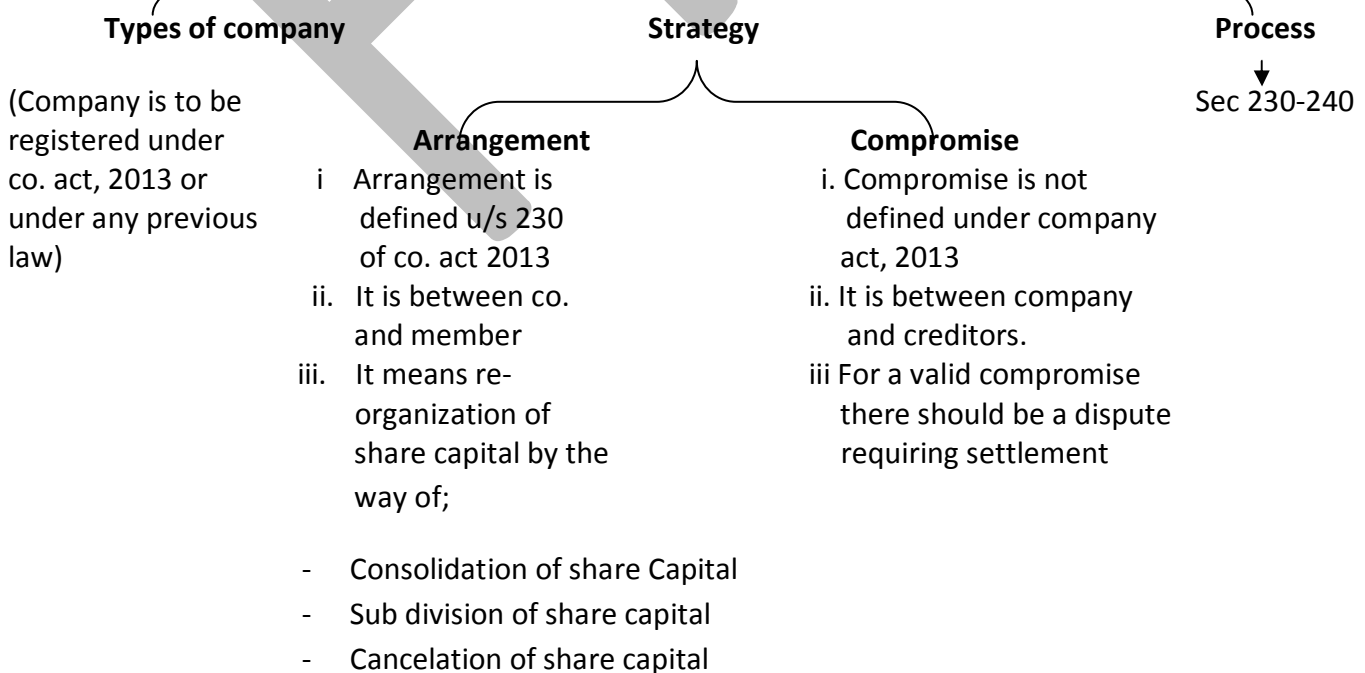 Types of company
Strategy
Process
(Company is to be
registered under
co. act, 2013 or
under any previous
law)
Sec 230-240
Arrangement
i Arrangement is
defined u/s 230
of co. act 2013
ii. It is between co.
and member
iii. It means re-
organization of
share capital by the
way of;
- Consolidation of share Capital
- Sub division of share capital
- Cancelation of share capital
Compromise
i. Compromise is not
defined under company
act, 2013
ii. It is between company
and creditors.
iii For a valid compromise
there should be a dispute
requiring settlement